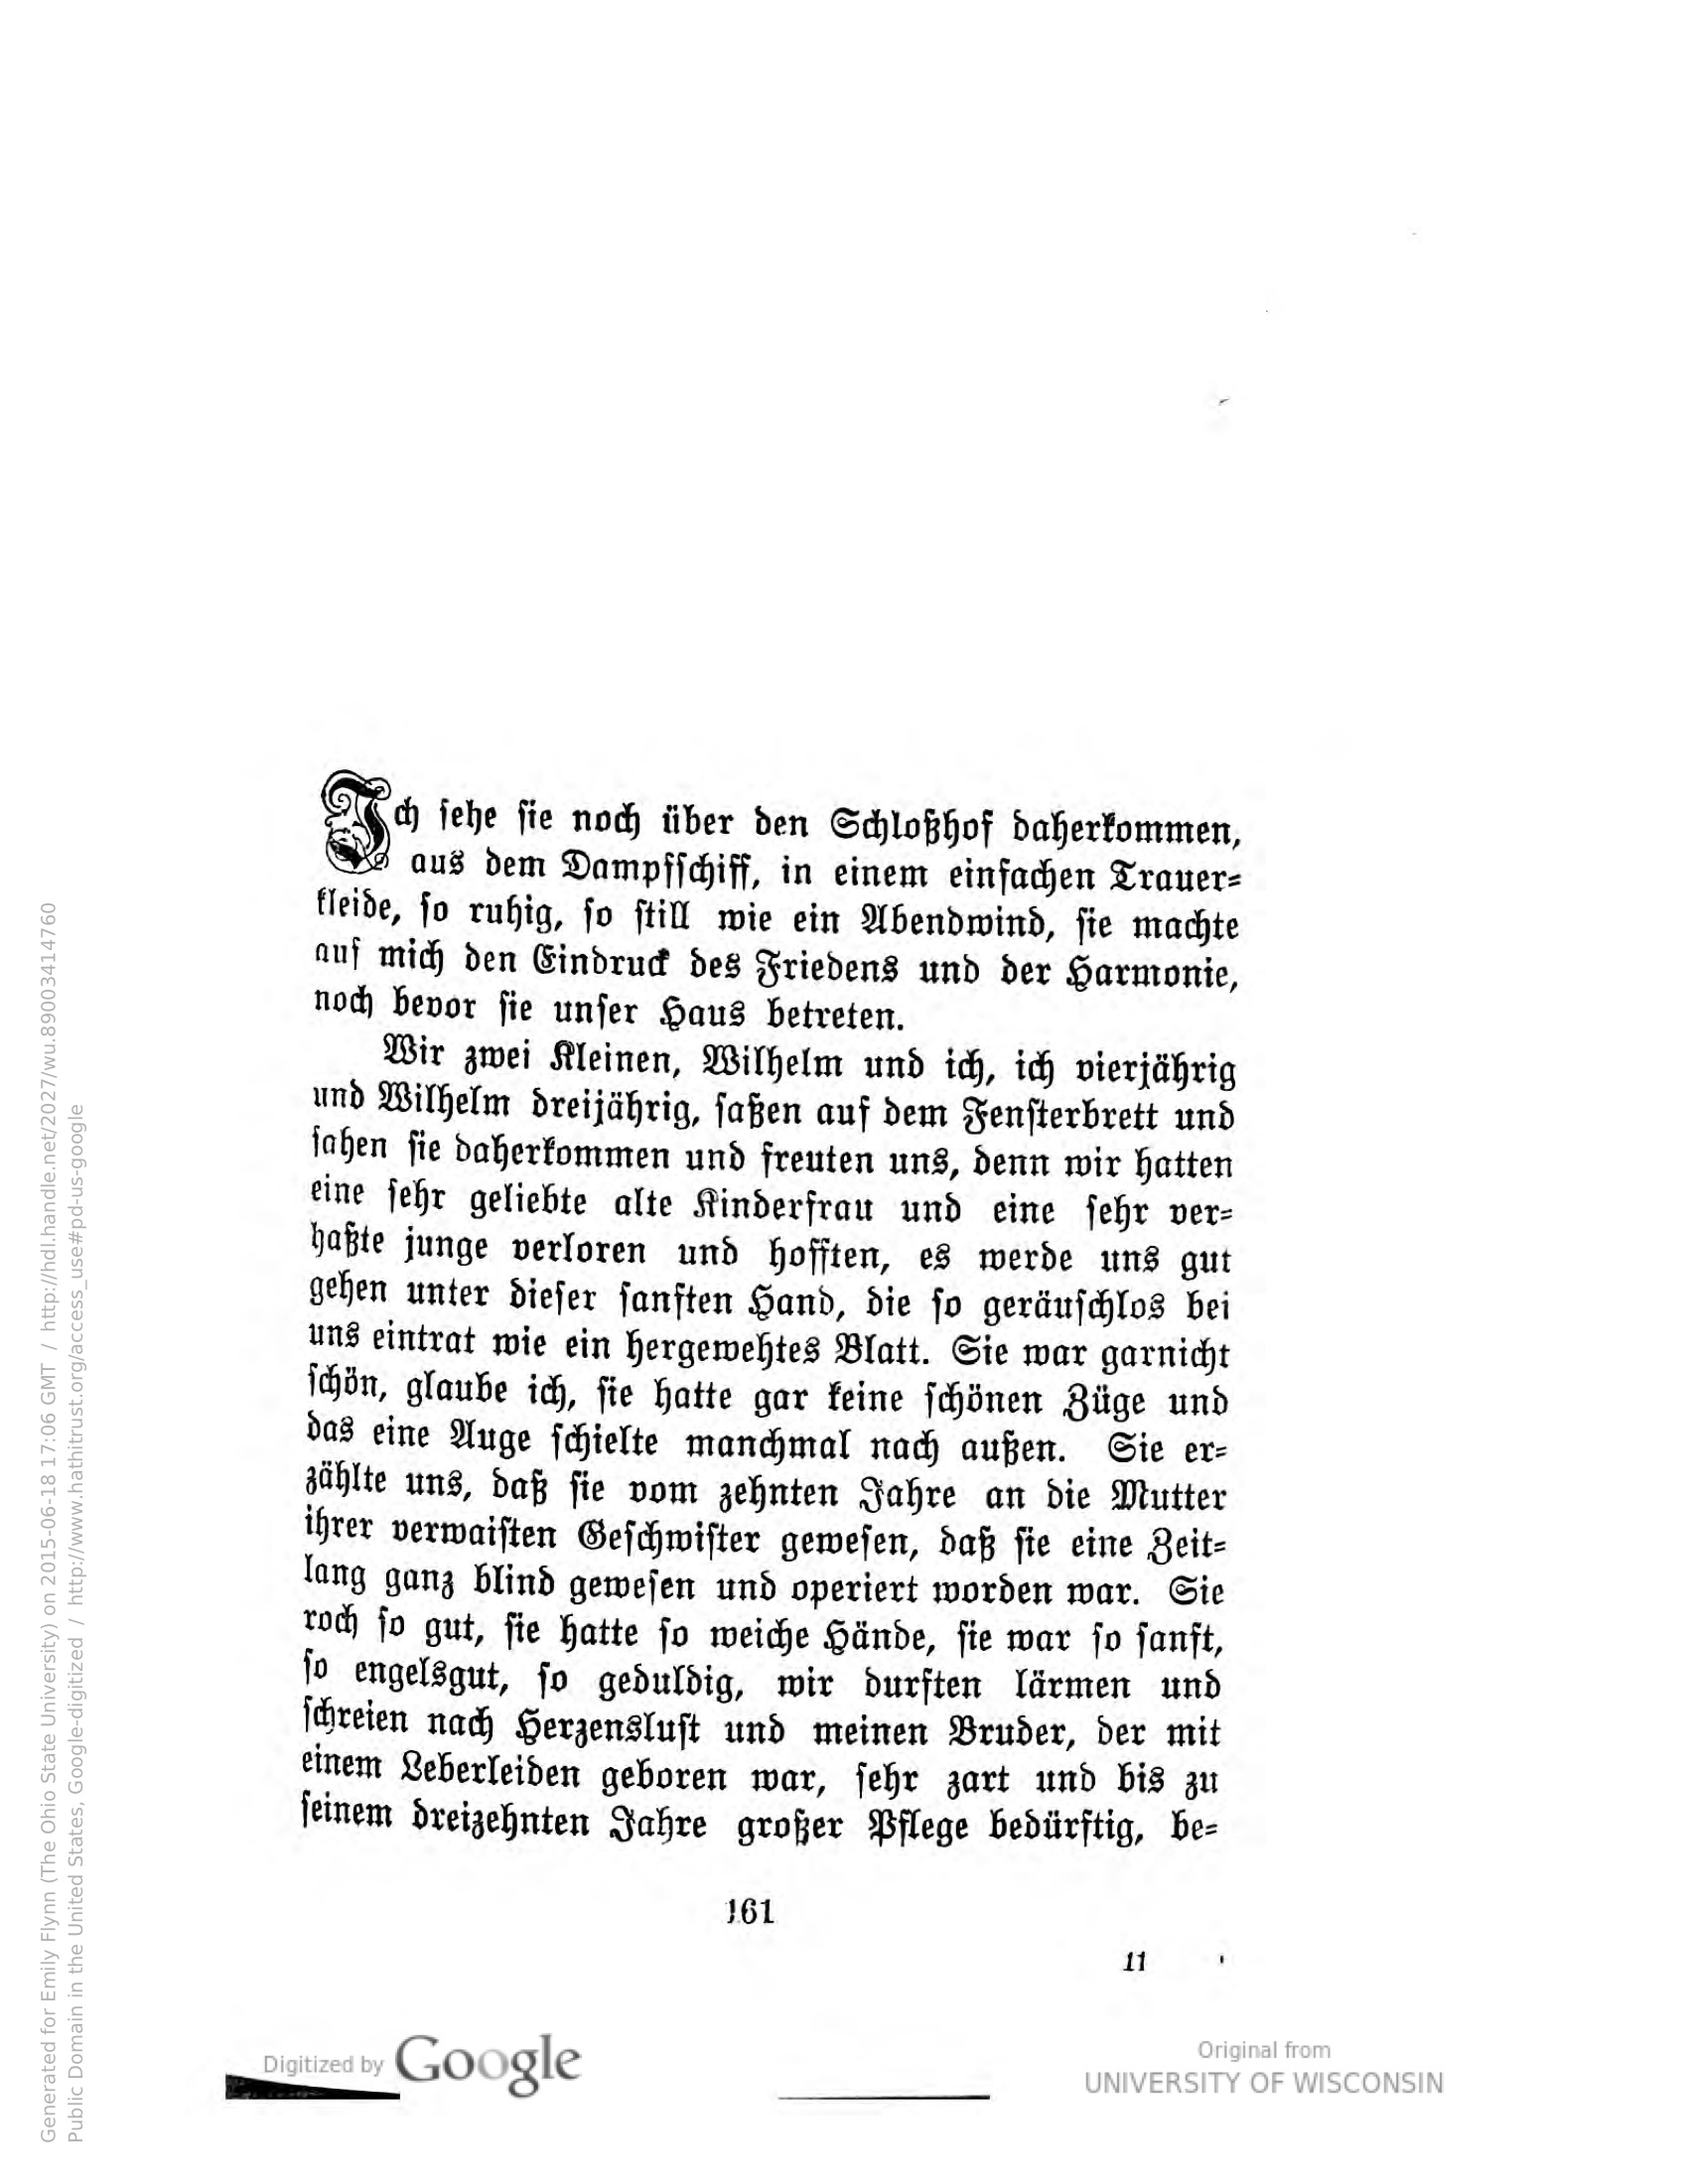 Ich sehe sie noch über den Schloßhof daherkommen,
aus dem Dampfschiff, in einem einfachen Trauer=
kleide, so ruhig, so still wie ein Abendwind, sie machte
auf mich den Eindruck des Friedens und der Harmonie,
noch bevor sie unser Haus betreten.
Wir zwei Kleinen, Wilhelm und ich, ich vierjährig
und Wilhelm dreijährig, saßen auf dem Fensterbrett und
sahen sie daherkommen und freuten uns, denn wir hatten
eine sehr geliebte alte Kinderfrau und eine sehr ver=
haßte junge verloren und hofften, es werde uns gut
gehen unter dieser sanften Hand, die so geräuschlos bei
uns eintrat wie ein hergewehtes Blatt. Sie war garnicht
schön, glaube ich, sie hatte gar keine schönen Züge und
das eine Auge schielte manchmal nach außen. Sie er=
zählte uns, daß sie vom zehnten Jahre an die Mutter
ihrer verwaisten Geschwister gewesen, daß sie eine Zeit=
lang ganz blind gewesen und operiert worden war. Sie
roch so gut, sie hatte so weiche Hände, sie war so sanft,
so engelsgut, so geduldig, wir durften lärmen und
schreien nach Herzenslust und meinen Bruder, der mit
einem Leberleiden geboren war, sehr zart und bis zu
seinem dreizehnten Jahre großer Pflege bedürftig, be=
161
11
Digitized by Google
Original from
UNIVERSITY OF WISCONSIN
Generated for Emily Flynn (The Ohio State University) on 2015-06-18 17:06 GMT / http://hdl.handle.net/2027/wu.89003414760
Public Domain in the United States, Google-digitized / http://www.hathitrust.org/access_use#pd-us-google